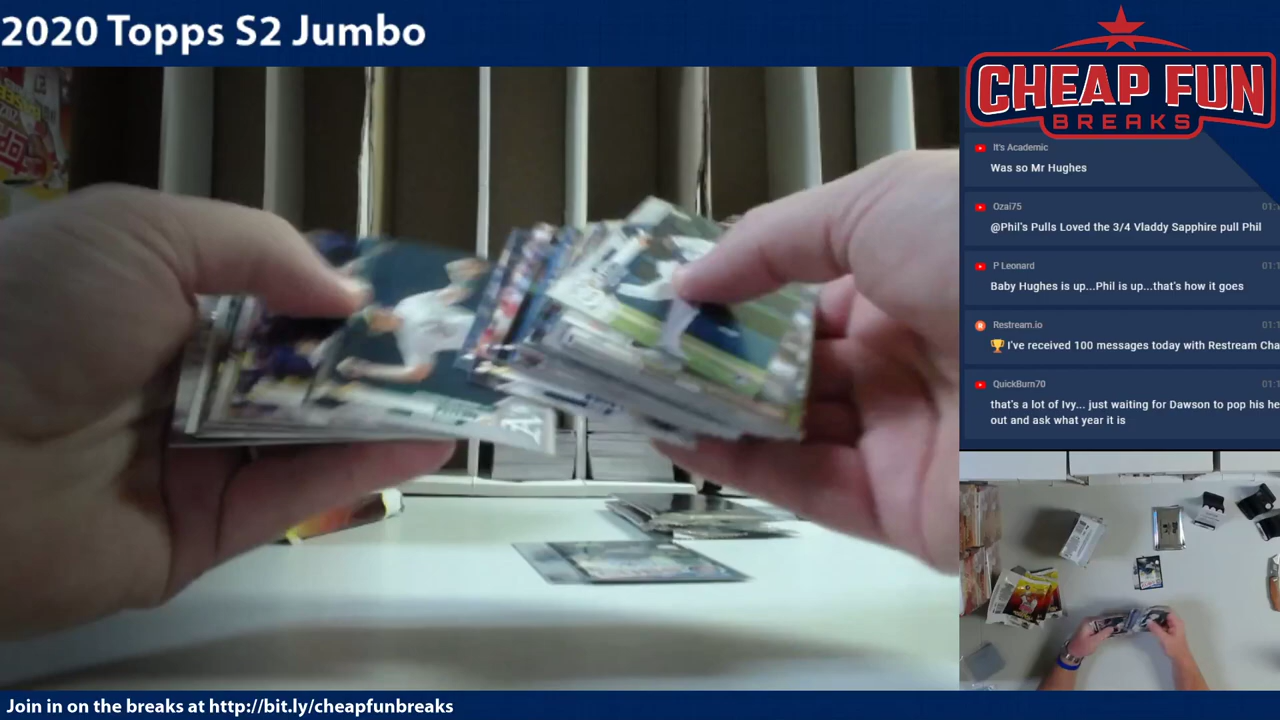 2020 Topps S2 Jumbo
CHEAP FUN
BREAKS
It's Academic
Was so Mr Hughes
Ozai75
@Phil's Pulls Loved the 3/4 Vladdy Sapphire pull Phil
P Leonard
Baby Hughes is up...Phil is up...that's how it goes
Restream.io
🏆 I've received 100 messages today with Restream Cha
QuickBurn70
that's a lot of Ivy... just waiting for Dawson to pop his he
out and ask what year it is
Join in on the breaks at http://bit.ly/cheapfunbreaks